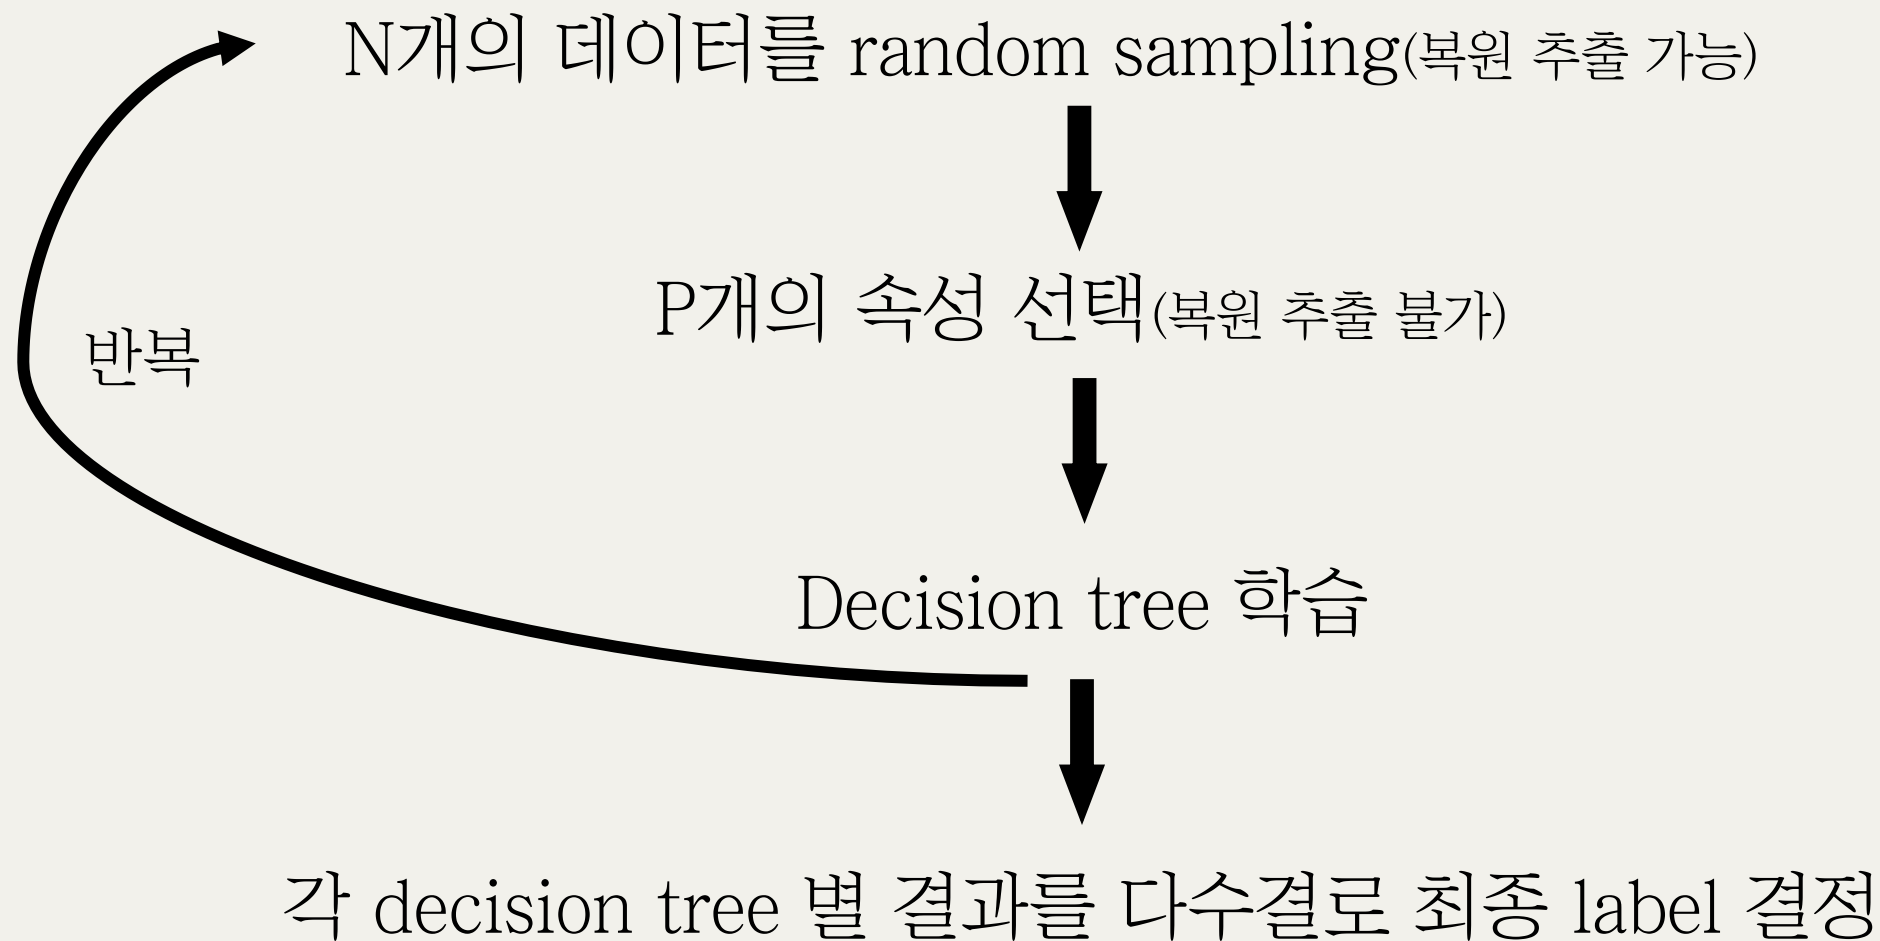 N개의 데이터를 random sampling(복원 추출 가능)
P개의 속성 선택(복원 추출 불가)
반복
Decision tree 학습
각 decision tree 별 결과를 다수결로 최종 label 결정